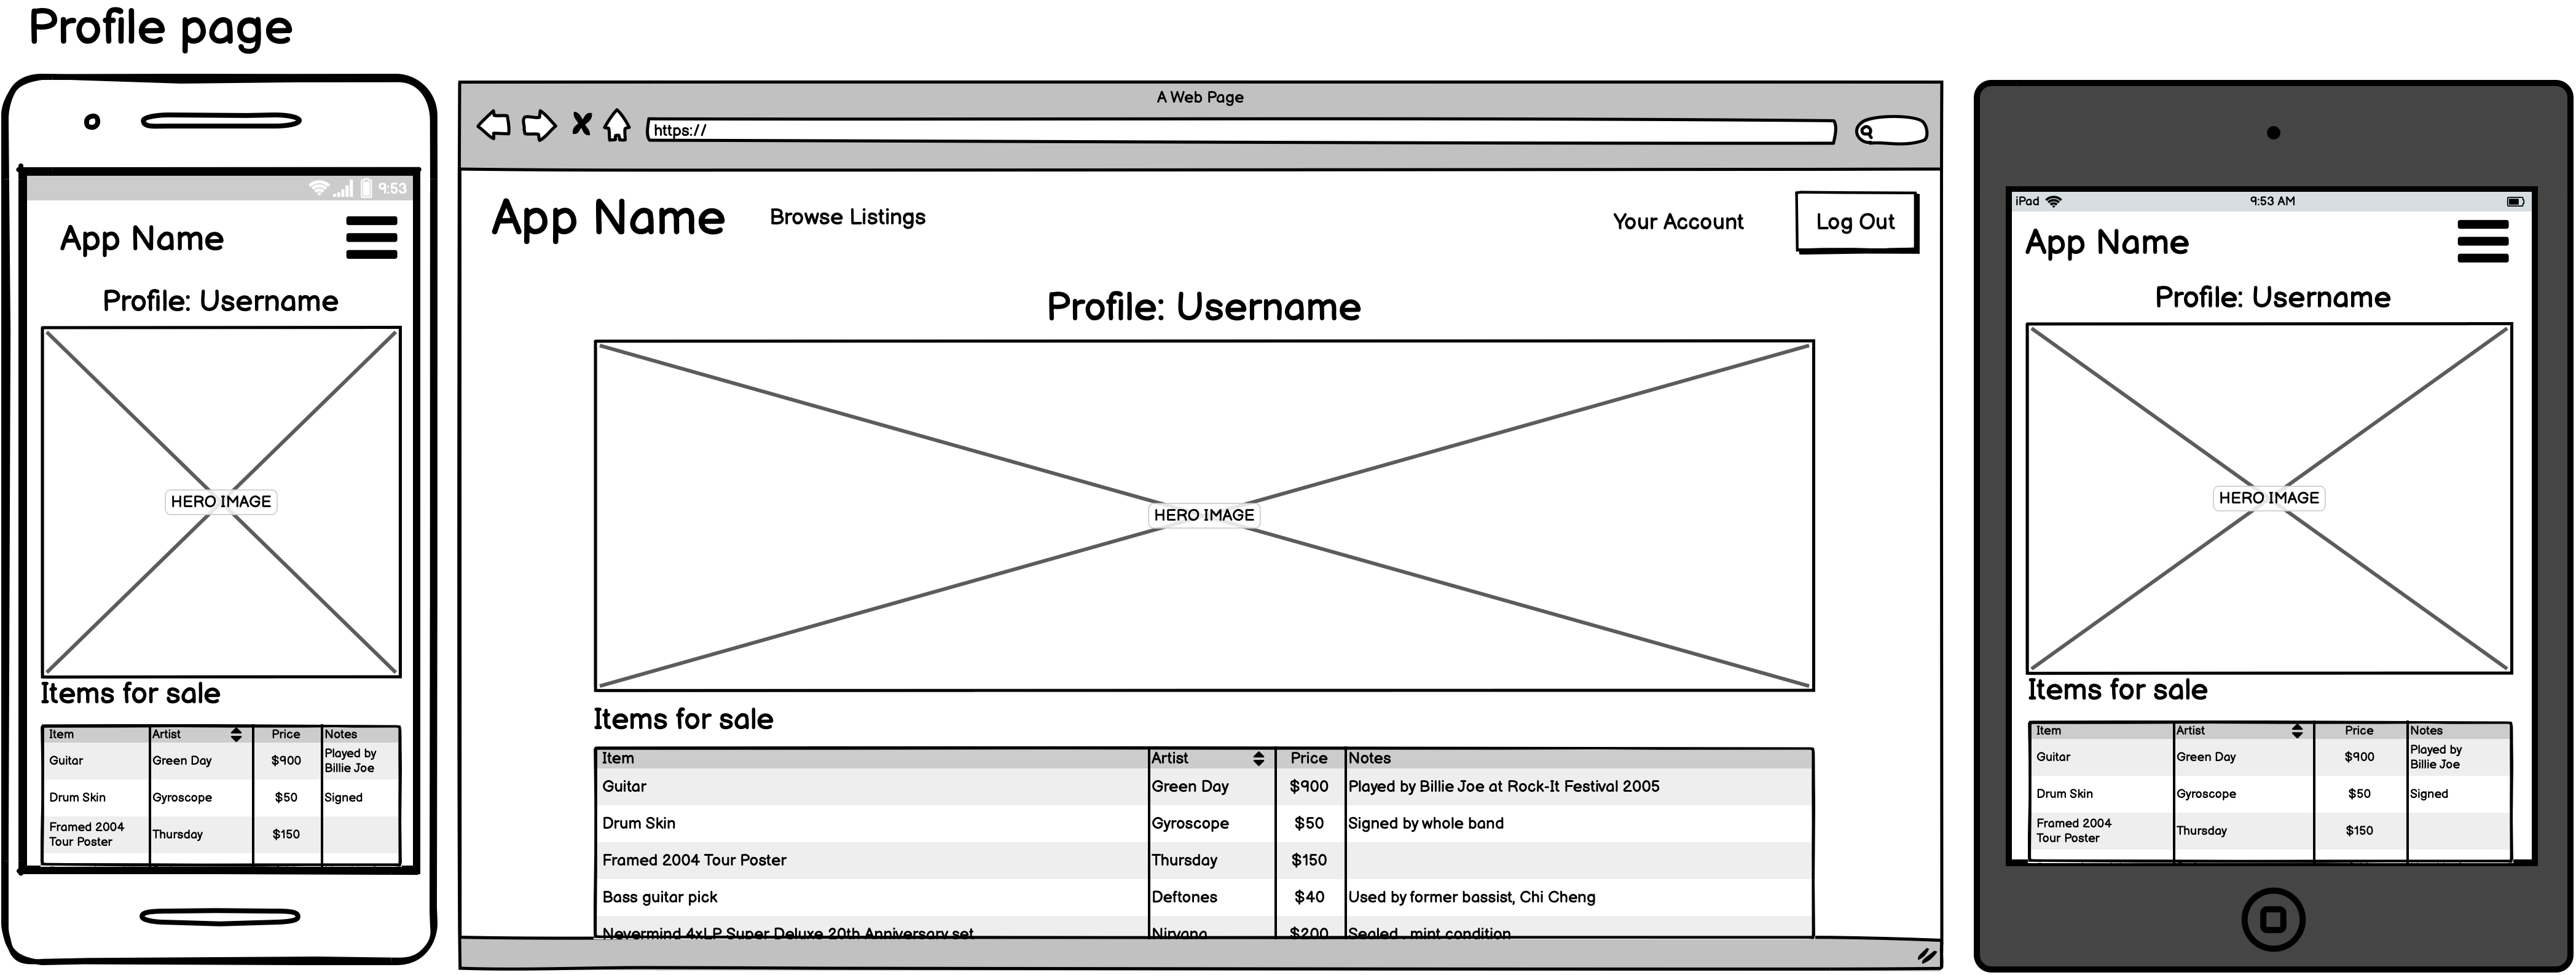 Profile page
9:53
App Name
Profile: Username
HERO IMAGE
Items for sale
Item Artist Price Notes
Guitar Green Day $900 Played by
Billie Joe
Drum Skin Gyroscope $50 Signed
Framed 2004
Tour Poster Thursday $150
A Web Page
https://
App Name Browse Listings Your Account Log Out
Profile: Username
HERO IMAGE
Items for sale
Item Artist Price Notes
Guitar Green Day $900 Played by Billie Joe at Rock-It Festival 2005
Drum Skin Gyroscope $50 Signed by whole band
Framed 2004 Tour Poster Thursday $150
Bass guitar pick Deftones $40 Used by former bassist, Chi Cheng
Nevermind 4xLP Super Deluxe 20th Anniversary set Nirvana $200 Sealed . mint condition
iPad 9:53 AM
App Name
Profile: Username
HERO IMAGE
Items for sale
Item Artist Price Notes
Guitar Green Day $900 Played by
Billie Joe
Drum Skin Gyroscope $50 Signed
Framed 2004
Tour Poster Thursday $150